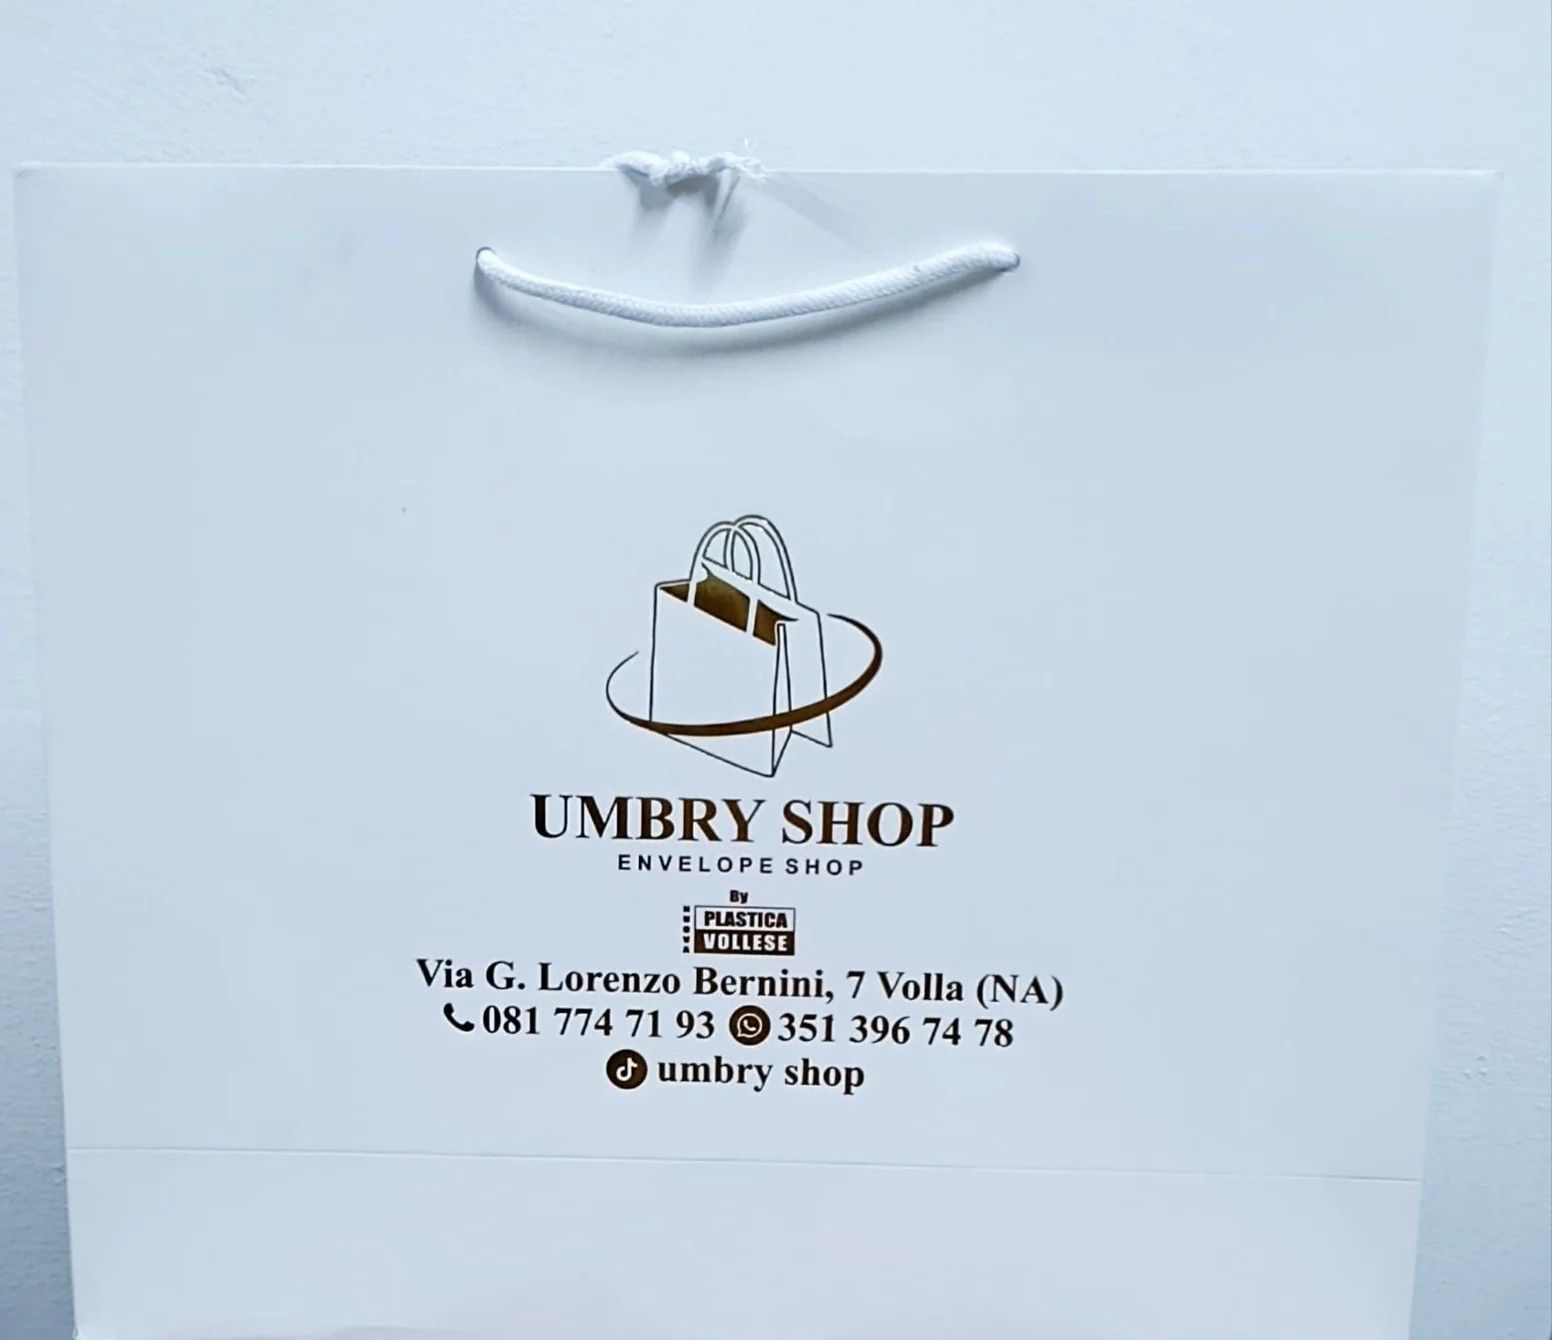 UMBRY SHOP
ENVELOPE SHOP
By
NUOVA
PLASTICA
VOLLESE
Via G. Lorenzo Bernini, 7 Volla (NA)
081 774 71 93 351 396 74 78
umbry shop